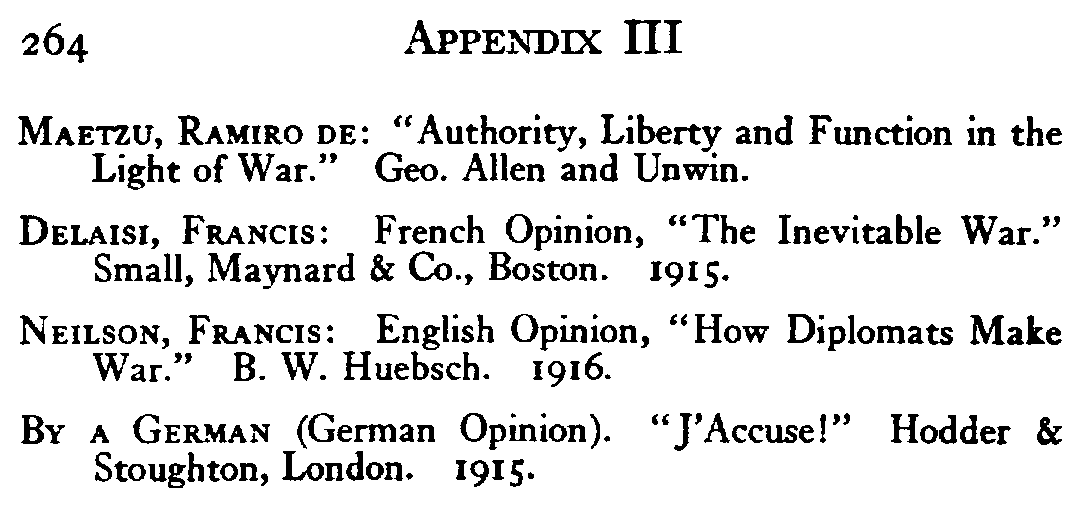 264 APPENDIX III
MAETZU, RAMIRO DE: "Authority, Liberty and Function in the
Light of War." Geo. Allen and Unwin.
DELAISI, FRANCIS: French Opinion, "The Inevitable War."
Small, Maynard & Co., Boston. 1915.
NEILSON, FRANCIS: English Opinion, "How Diplomats Make
War." B. W. Huebsch. 1916.
BY A GERMAN (German Opinion). "J'Accuse!" Hodder &
Stoughton, London. 1915.